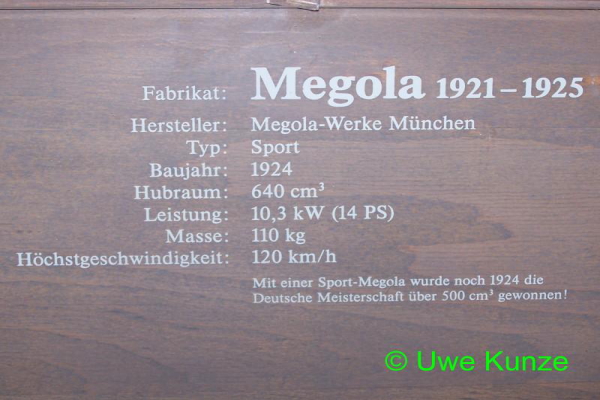 Fabrikat: Megola 1921–1925
Hersteller: Megola-Werke München
Typ: Sport
Baujahr: 1924
Hubraum: 640 cm³
Leistung: 10,3 kW (14 PS)
Masse: 110 kg
Höchstgeschwindigkeit: 120 km/h
Mit einer Sport-Megola wurde noch 1924 die
Deutsche Meisterschaft über 500 cm³ gewonnen!
© Uwe Kunze